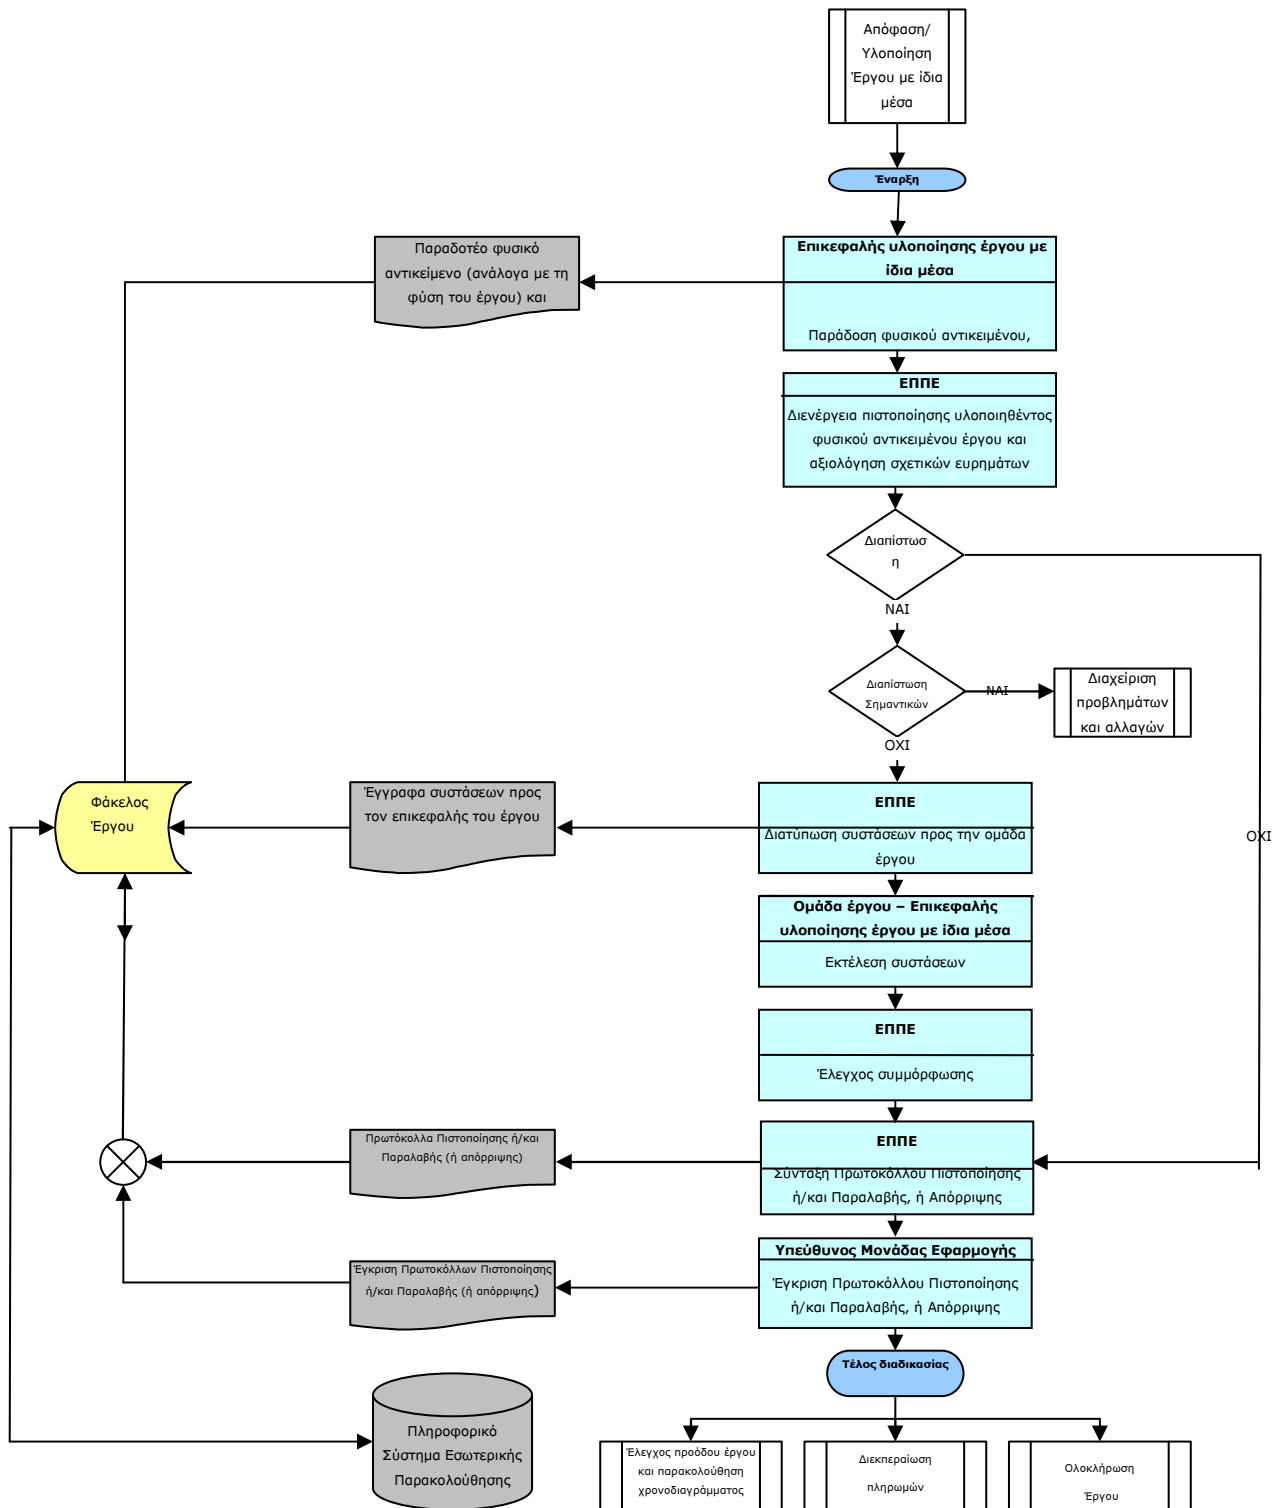 Απόφαση/
Υλοποίηση
Έργου με ίδια
μέσα
Έναρξη
Παραδοτέο φυσικό
αντικείμενο (ανάλογα με τη
φύση του έργου) και
Επικεφαλής υλοποίησης έργου με
ίδια μέσα
Παράδοση φυσικού αντικειμένου,
ΕΠΠΕ
Διενέργεια πιστοποίησης υλοποιηθέντος
φυσικού αντικειμένου έργου και
αξιολόγηση σχετικών ευρημάτων
Διαπίστωσ
η
ΝΑΙ
Διαπίστωση
Σημαντικών
ΝΑΙ
Διαχείριση
προβλημάτων
και αλλαγών
ΟΧΙ
Φάκελος
Έργου
Έγγραφα συστάσεων προς
τον επικεφαλής του έργου
ΕΠΠΕ
Διατύπωση συστάσεων προς την ομάδα
έργου
ΟΧΙ
Ομάδα έργου – Επικεφαλής
υλοποίησης έργου με ίδια μέσα
Εκτέλεση συστάσεων
ΕΠΠΕ
Έλεγχος συμμόρφωσης
Πρωτόκολλα Πιστοποίησης ή/και
Παραλαβής (ή απόρριψης)
ΕΠΠΕ
Σύνταξη Πρωτοκόλλου Πιστοποίησης
ή/και Παραλαβής, ή Απόρριψης
Έγκριση Πρωτοκόλλων Πιστοποίησης
ή/και Παραλαβής (ή απόρριψης)
Υπεύθυνος Μονάδας Εφαρμογής
Έγκριση Πρωτοκόλλου Πιστοποίησης
ή/και Παραλαβής, ή Απόρριψης
Τέλος διαδικασίας
Πληροφορικό
Σύστημα Εσωτερικής
Παρακολούθησης
Έλεγχος προόδου έργου
και παρακολούθηση
χρονοδιαγράμματος
Διεκπεραίωση
πληρωμών
Ολοκλήρωση
Έργου